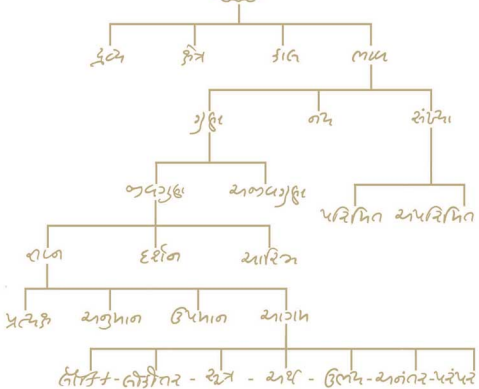 દ્રવ્ય ક્ષેત્ર કાલ ભાવ
ગુણ નય સંખ્યા
જીવગુણ અજીવગુણ
પરિમિત અપરિમિત
જ્ઞાન દર્શન ચારિત્ર
પ્રત્યક્ષ અનુમાન ઉપમાન આગમ
લૌકિક - લોકોત્તર - સૂત્ર - અર્થ - ઉભય - અનંતર - પરંપર